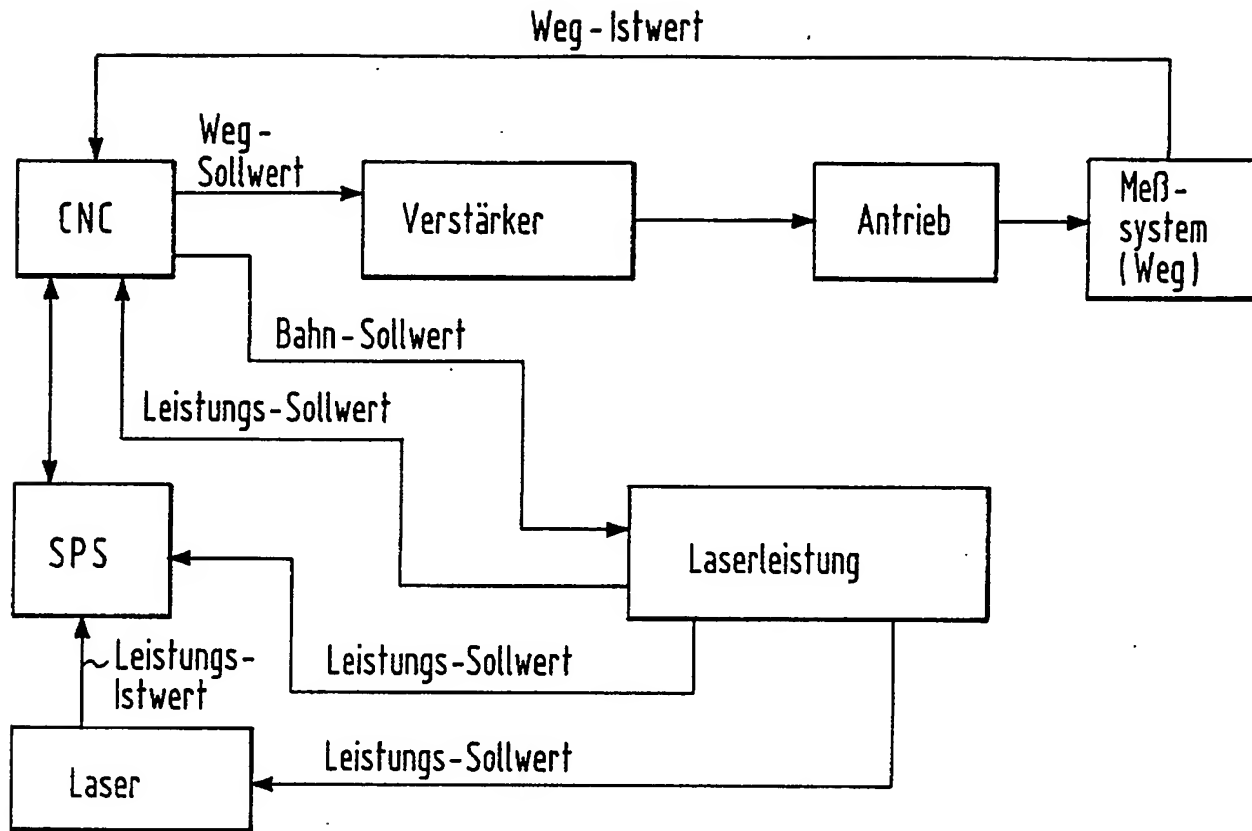 Weg-Istwert
Weg-
Sollwert
CNC
Verstärker
Antrieb
Meß-
system
(Weg)
Bahn-Sollwert
Leistungs-Sollwert
SPS
Laserleistung
Leistungs-Sollwert
Leistungs-
Istwert
Leistungs-Sollwert
Laser